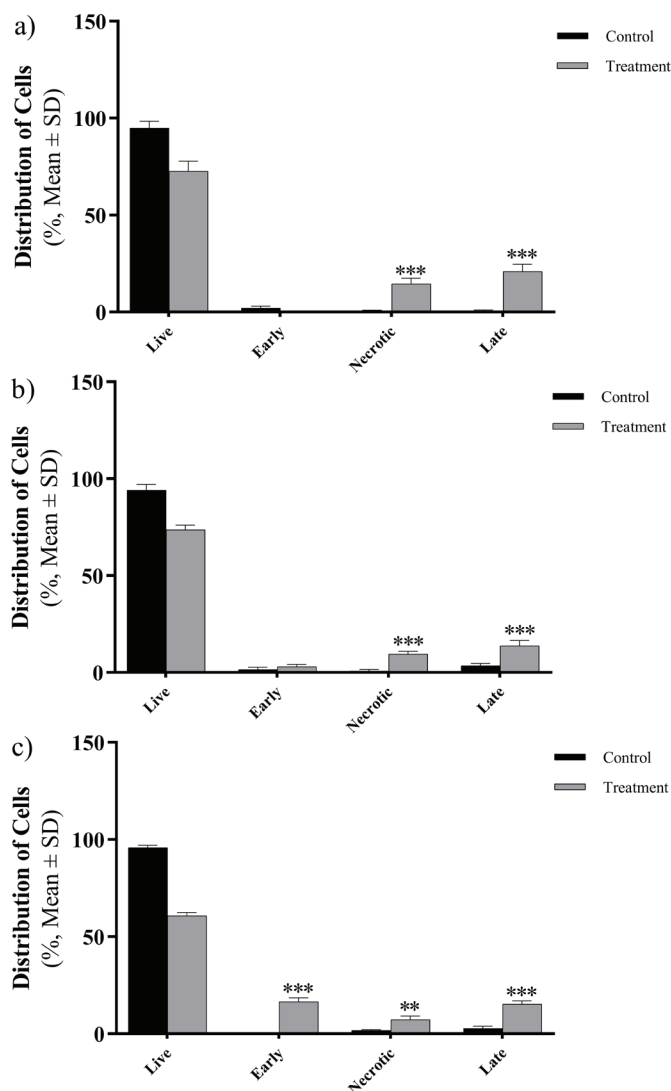 a)
150
Control
Treatment
100
50
0
Distribution of Cells
(%, Mean ± SD)
***
***
Live
Early
Necrotic
Late
b)
150
Control
Treatment
100
50
0
Distribution of Cells
(%, Mean ± SD)
***
***
Live
Early
Necrotic
Late
c)
150
Control
Treatment
100
50
0
Distribution of Cells
(%, Mean ± SD)
***
**
***
Live
Early
Necrotic
Late